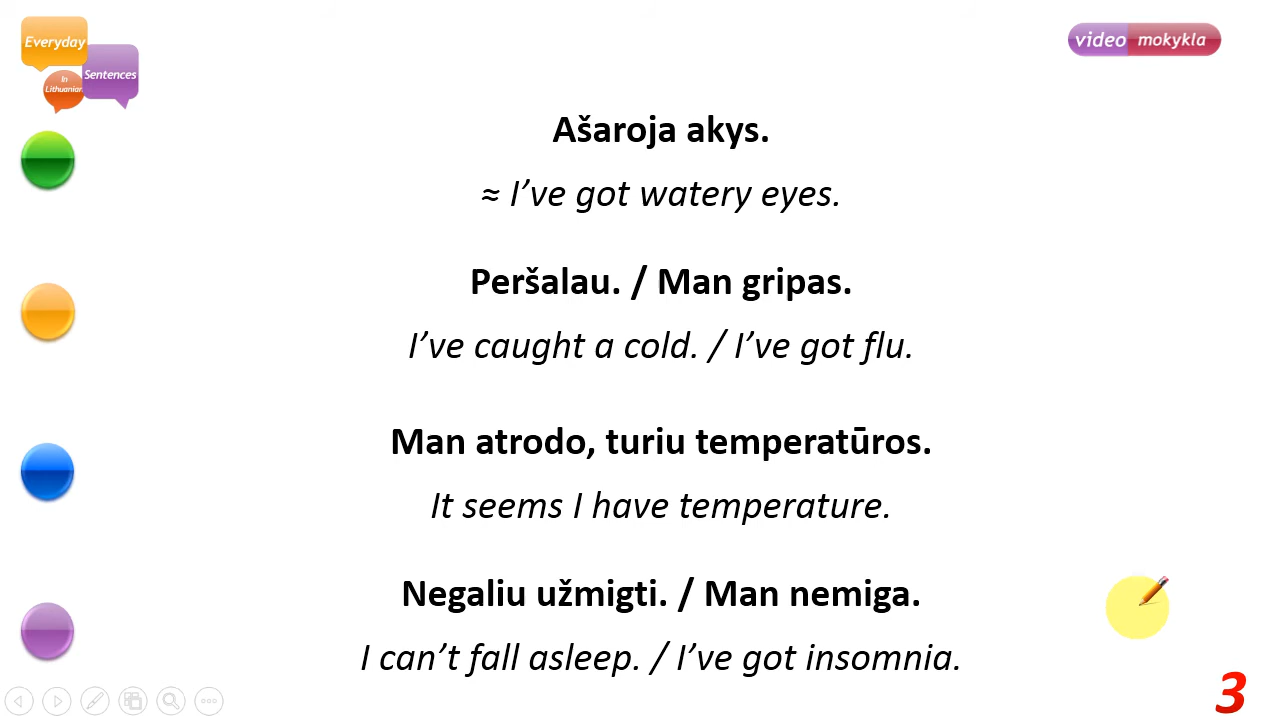 Everyday
In
Sentences
Lithuanian
video mokykla
Ašaroja akys.
≈ I’ve got watery eyes.
Peršalau. / Man gripas.
I’ve caught a cold. / I’ve got flu.
Man atrodo, turiu temperatūros.
It seems I have temperature.
Negaliu užmigti. / Man nemiga.
I can’t fall asleep. / I’ve got insomnia.
3